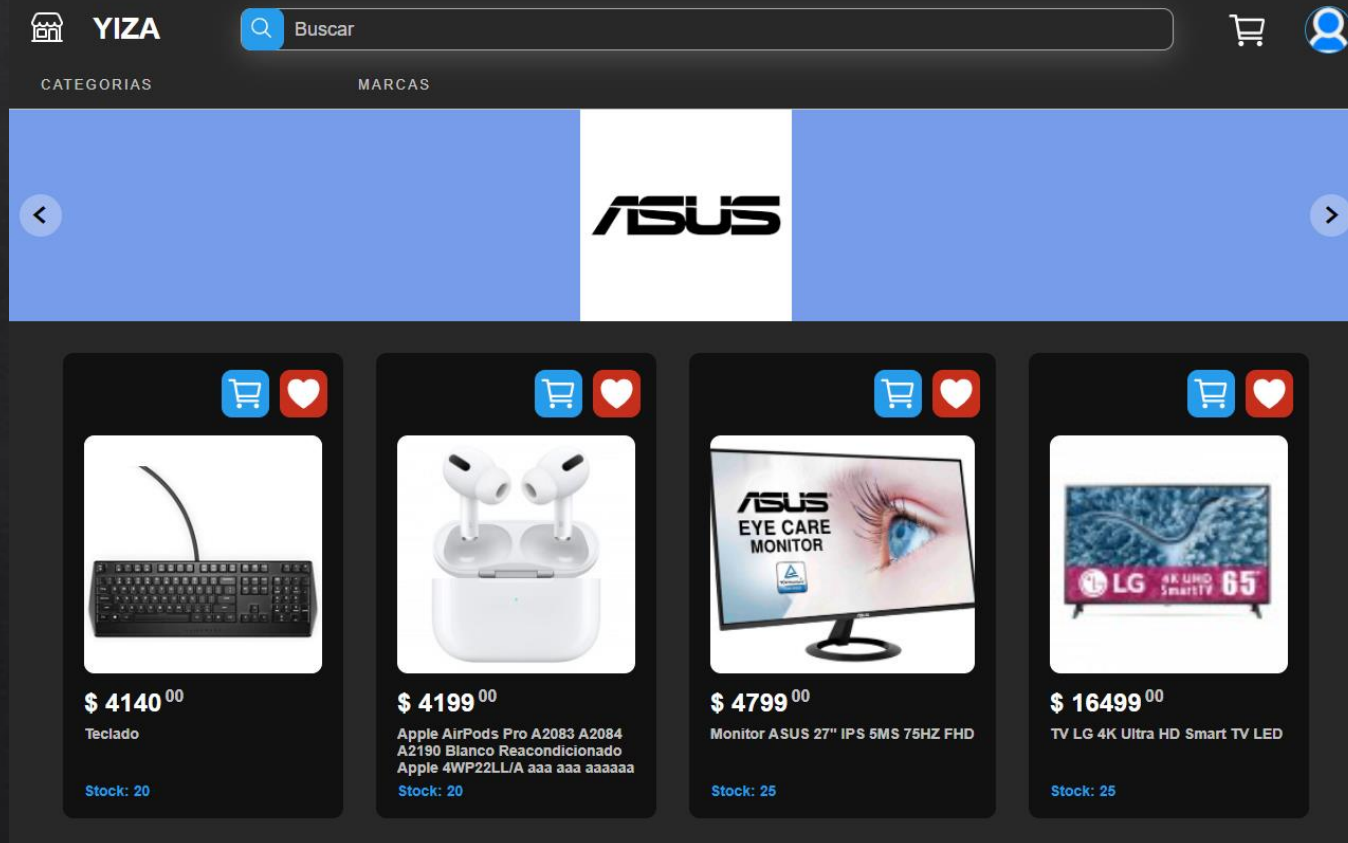 YIZA
Buscar
CATEGORIAS
MARCAS
ASUS
ASUS
EYE CARE
MONITOR
LG
4K UHD
SmartTV
65
$ 4140 00
Teclado
Stock: 20
$ 4199 00
Apple AirPods Pro A2083 A2084
A2190 Blanco Reacondicionado
Apple 4WP22LL/A aaa aaa aaaaaa
Stock: 20
$ 4799 00
Monitor ASUS 27" IPS 5MS 75HZ FHD
Stock: 25
$ 16499 00
TV LG 4K Ultra HD Smart TV LED
Stock: 25